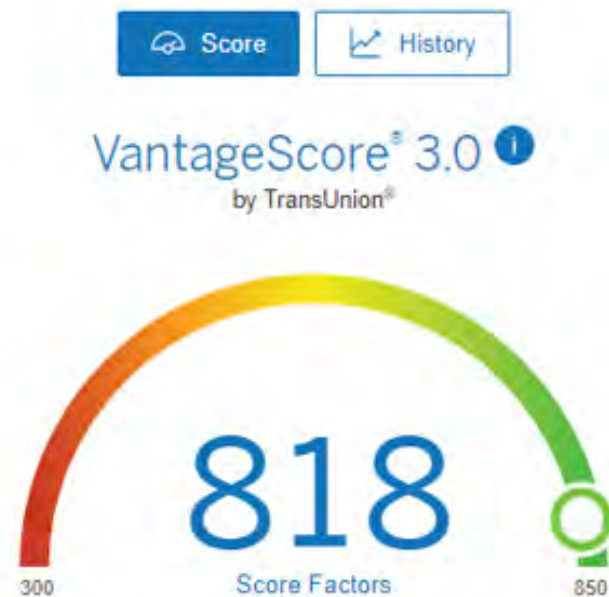 Score History
VantageScore® 3.0 i
by TransUnion®
818
300 Score Factors 850